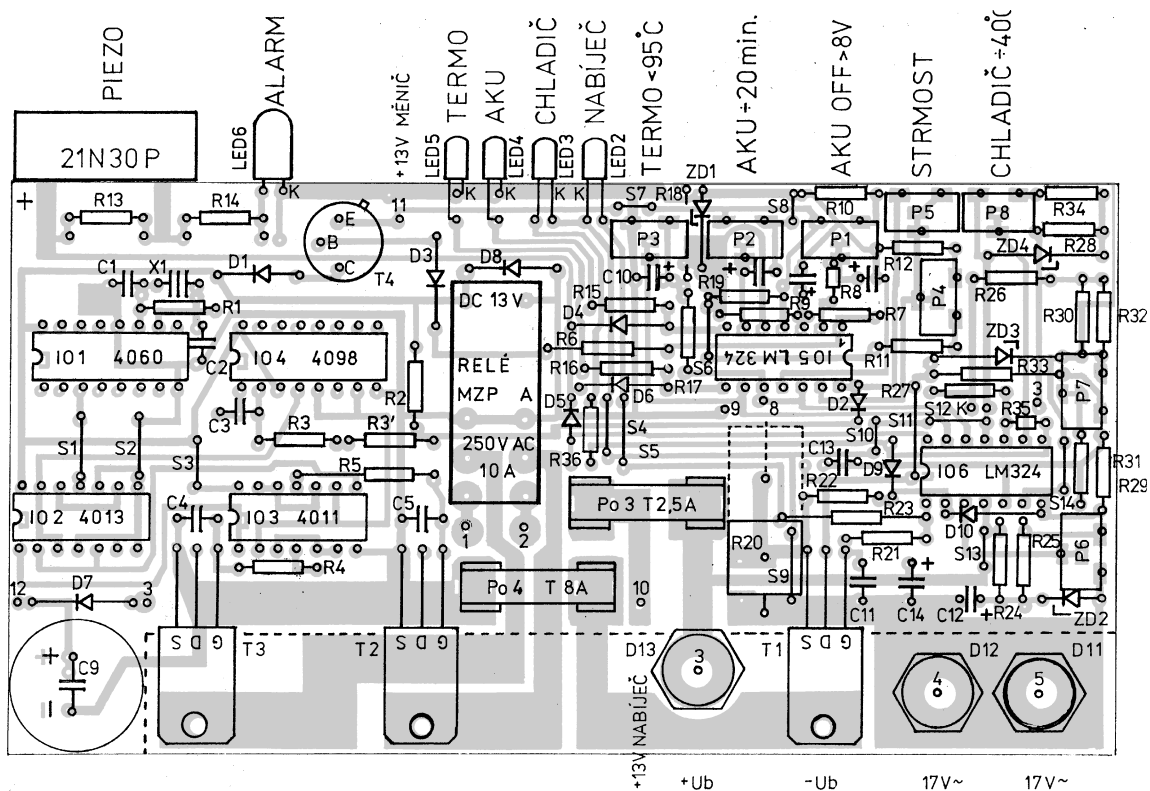 PIEZO
ALARM
+13V MĚNIČ
TERMO
AKU
CHLADIČ
NABÍJEČ
TERMO<95°C
AKU÷20min.
AKU OFF>8V
STRMOST
CHLADIČ÷40°C
LED6
LED5
LED4
LED3
LED2
21N30P
K
K
K
K
K
ZD1
S7
R18
S8
R10
P5
P8
R34
+
R13
R14
E
B
C
T4
11
D3
D8
P3
P2
P1
R12
ZD4
R28
C1
X1
D1
R1
DC 13V
C10
+
R19
+
+
R8
+
P4
R26
R15
D4
R9
R7
R30
R32
IO1 4060
C2
IO4 4098
RELÉ
MZP A
250V AC
10A
R6
R16
R17
S6
IO5 LM324
R11
ZD3
R33
P7
R2
D5
D6
9
8
D2
R27
S12
K
3
R35
C3
R3
R3'
S4
S5
S10
S11
S1
S2
S3
R5
R36
C13
D9
IO6 LM324
R31
R29
IO2 4013
C4
IO3 4011
C5
1
2
Po3 T2,5A
R22
R23
D10
S14
R20
R21
S13
R25
P6
R4
Po4 T8A
10
S9
12
D7
3
C11
C14
+
C12
+
R24
ZD2
S
D
G
T3
T2
S
D
G
D13
T1
S
D
G
D12
D11
+
C9
3
4
5
+13V NABÍJEČ
+Ub
-Ub
17V~
17V~